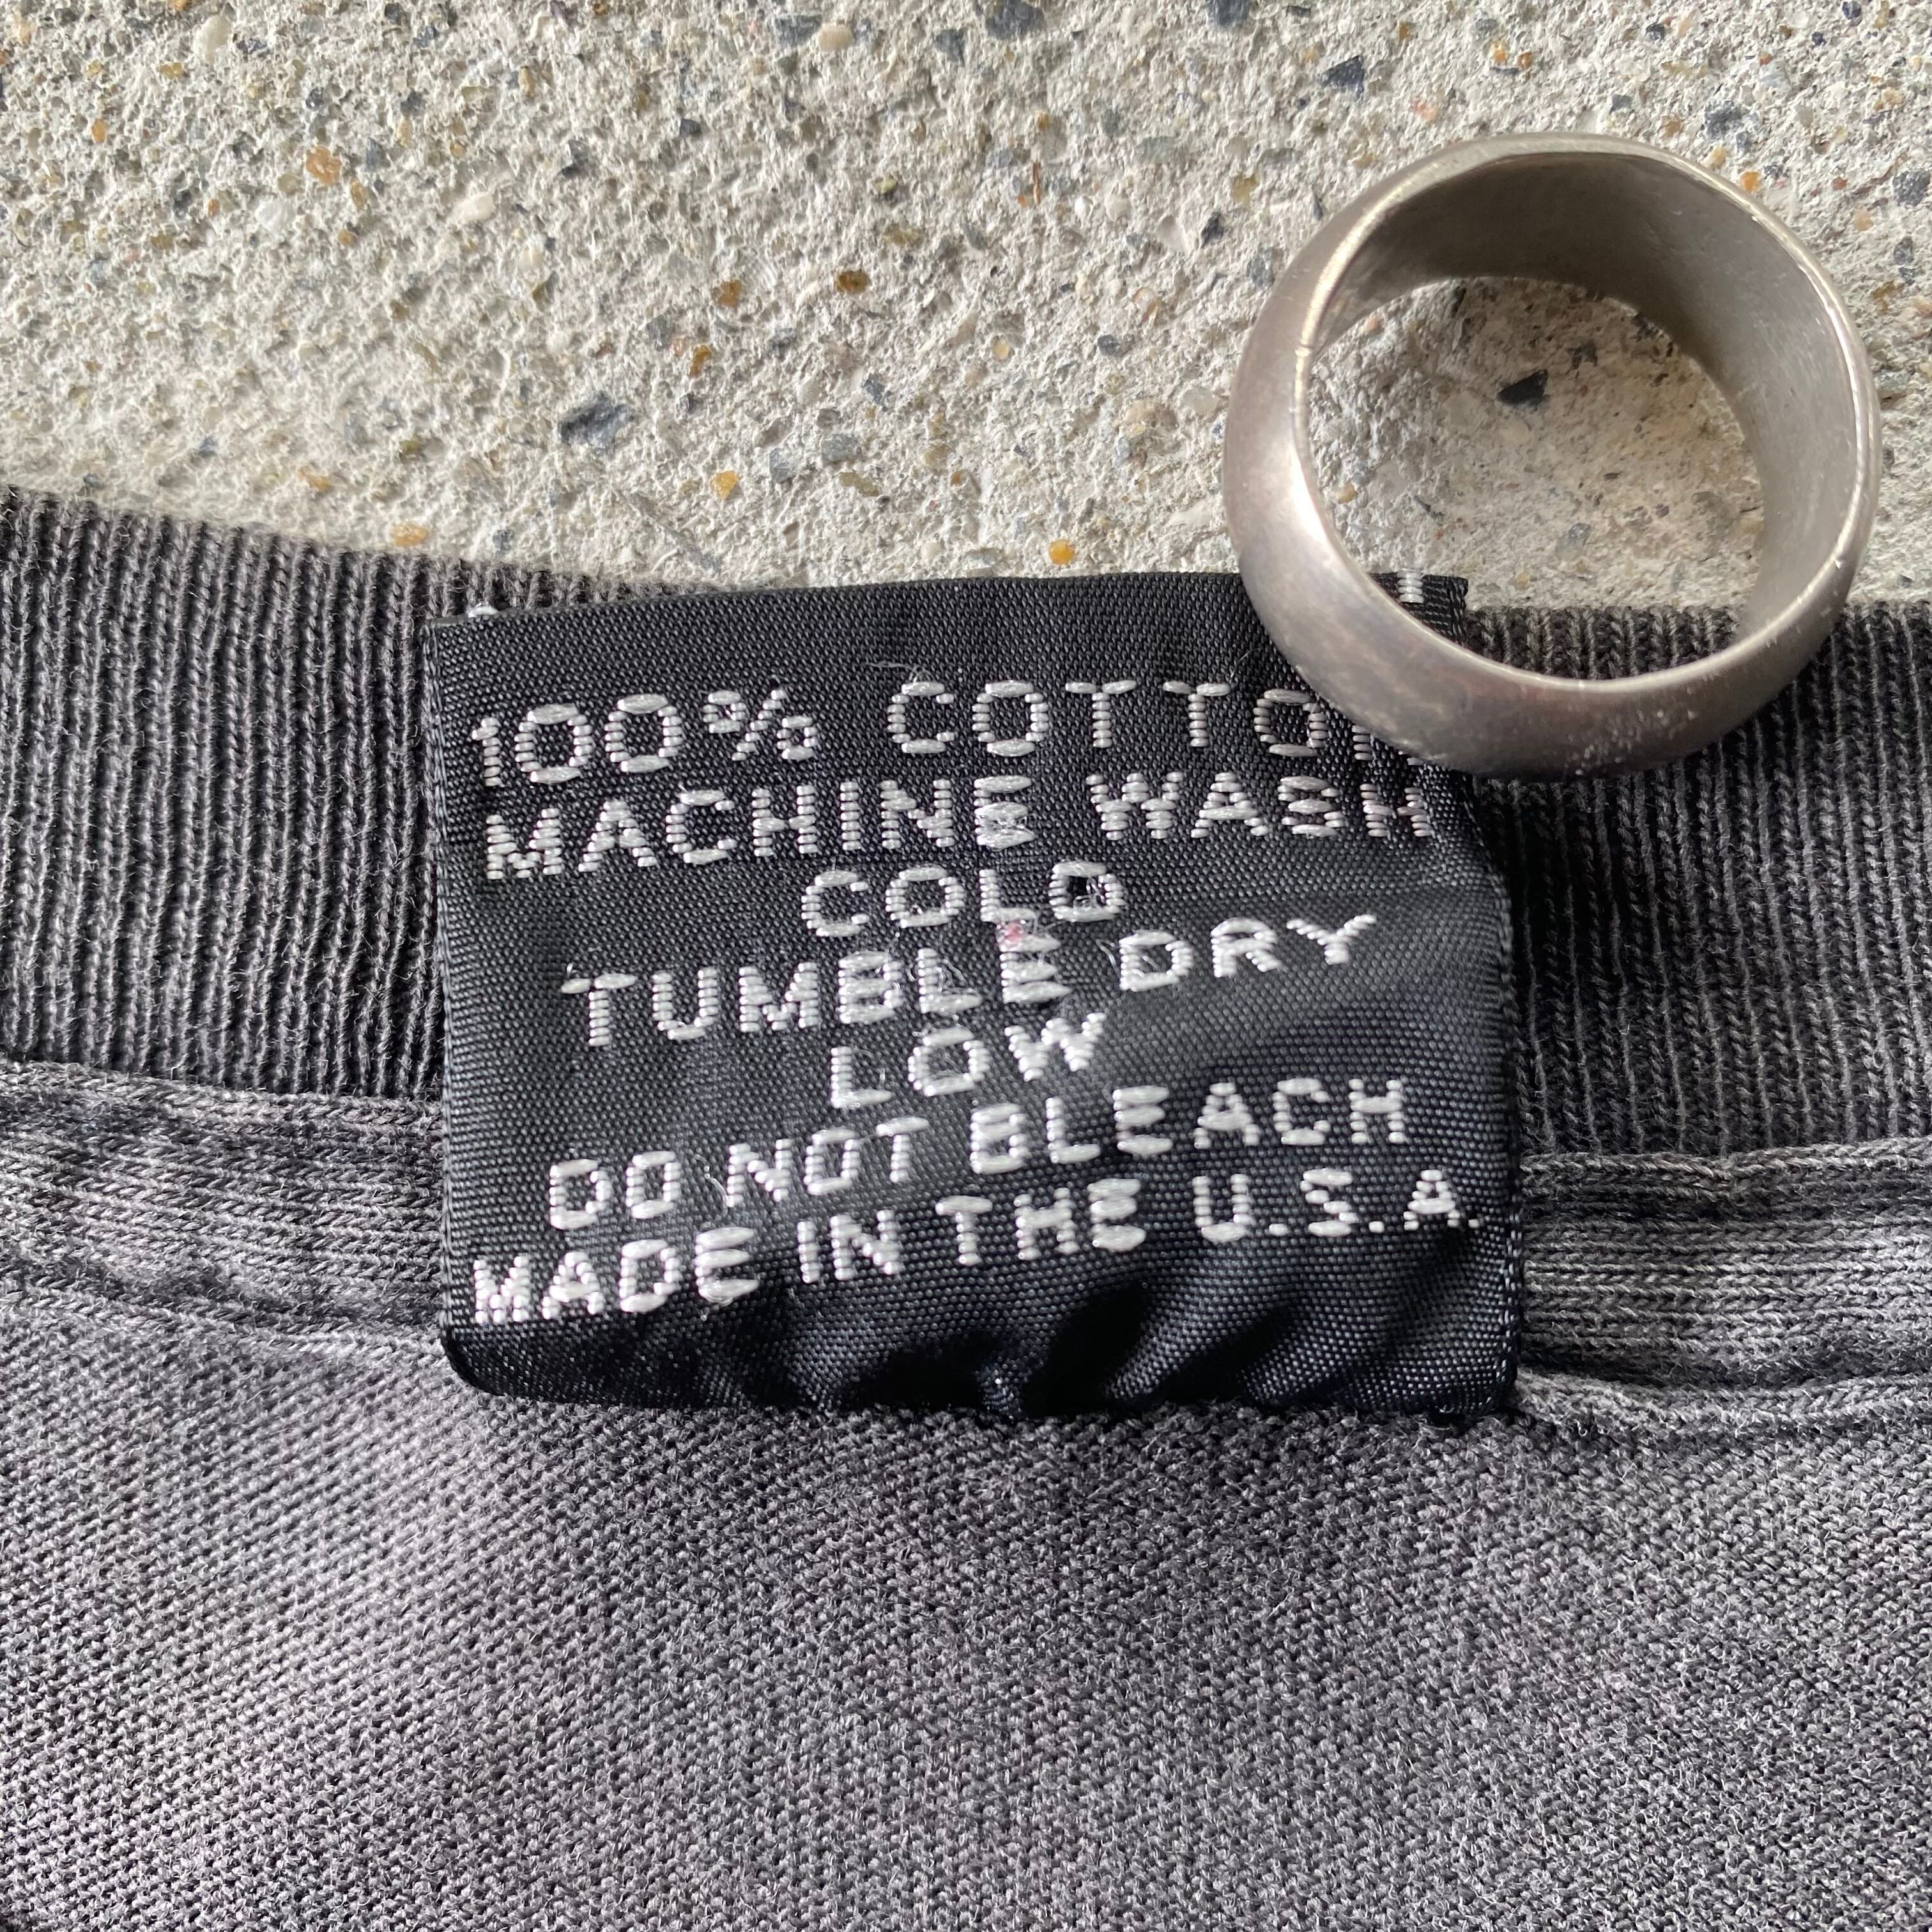 100% COTTON
MACHINE WASH
COLD
TUMBLE DRY
LOW
DO NOT BLEACH
MADE IN THE U.S.A.